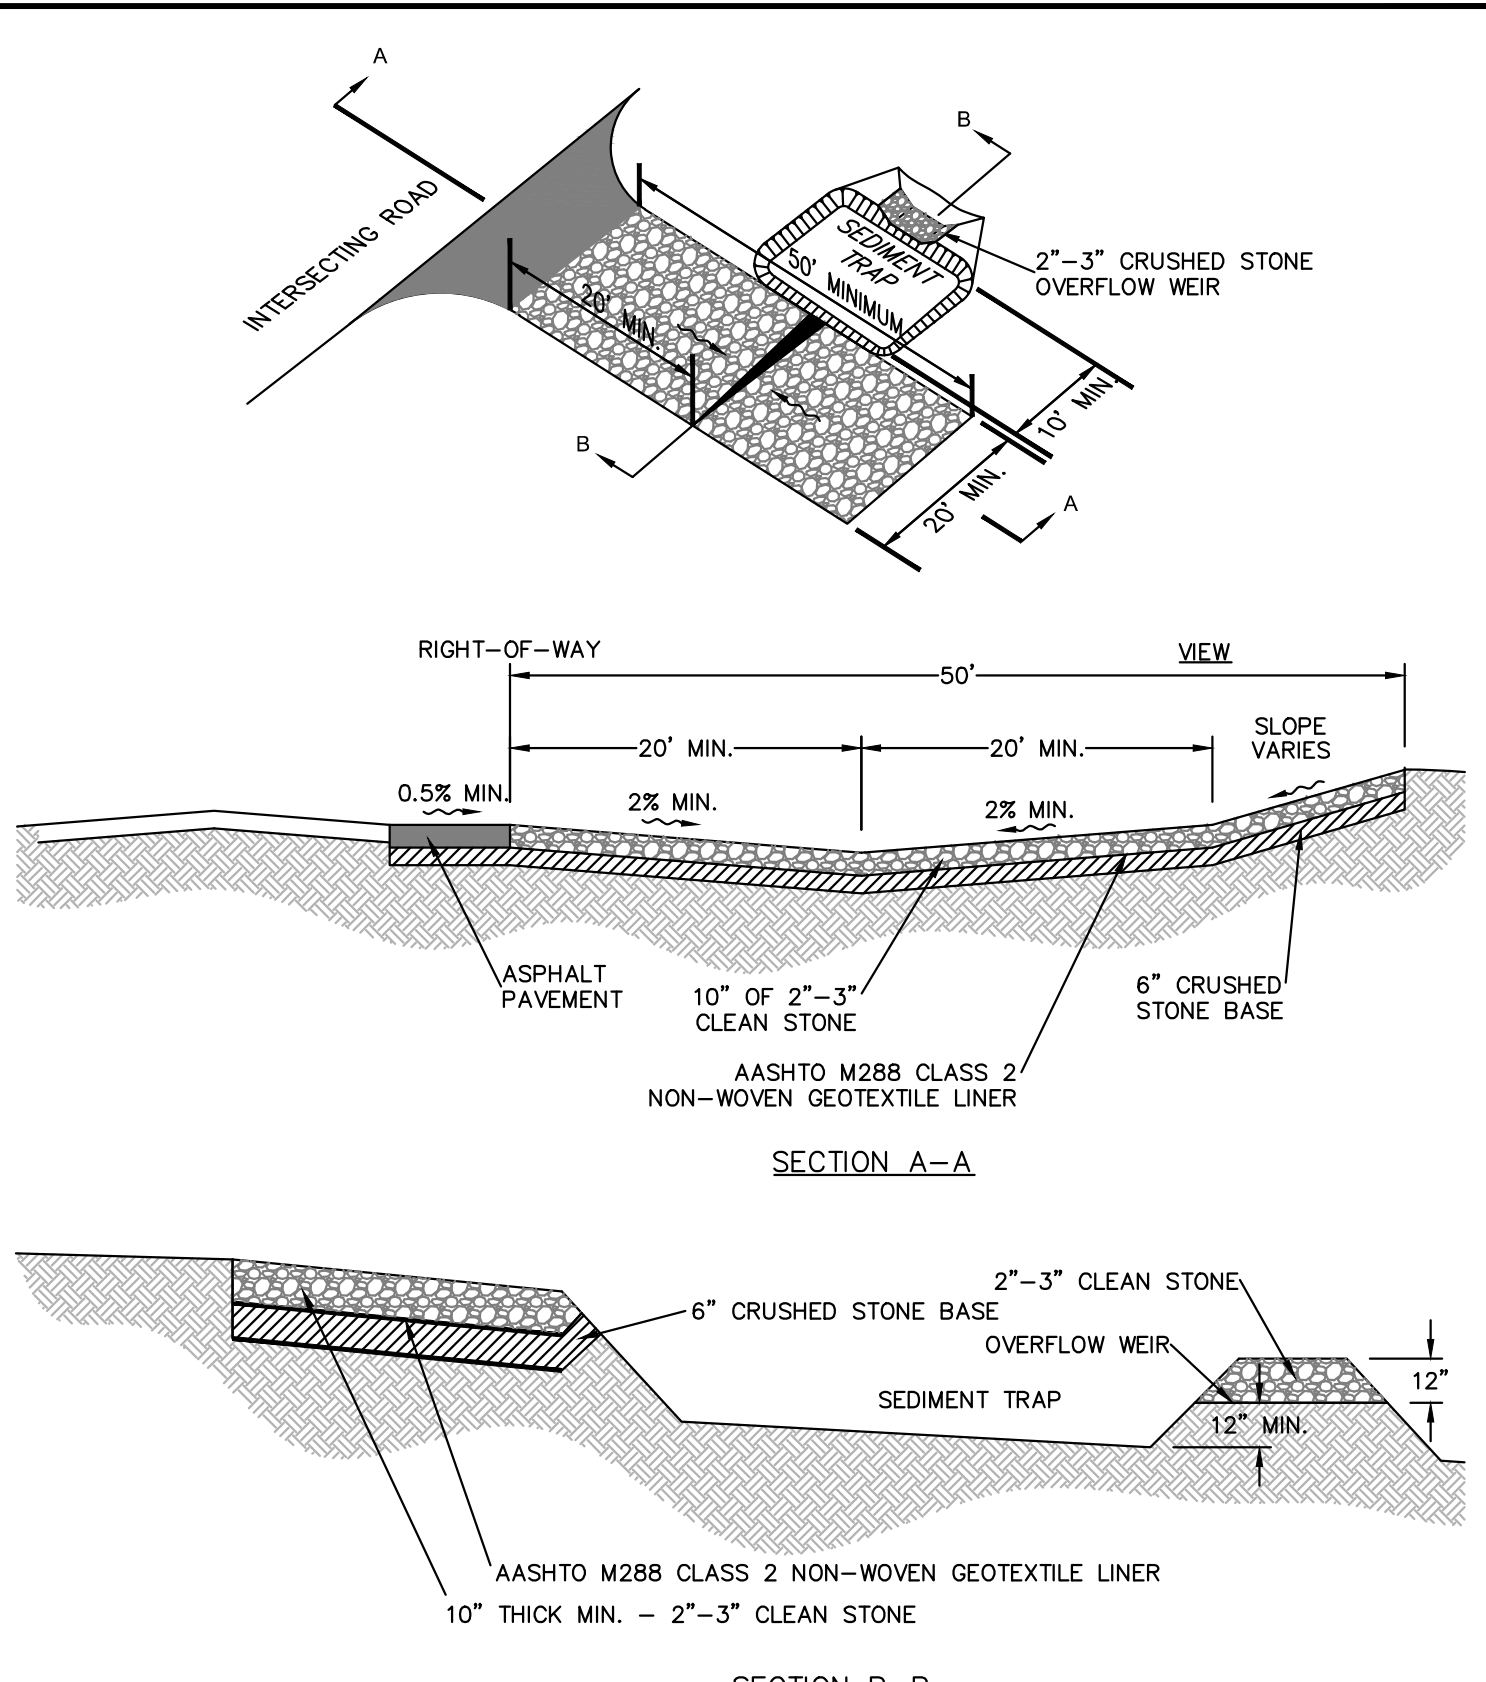 A
B
INTERSECTING ROAD
SEDIMENT
TRAP
50' MINIMUM
2"-3" CRUSHED STONE
OVERFLOW WEIR
20' MIN.
10' MIN.
B
20' MIN.
A
RIGHT-OF-WAY
VIEW
50'
SLOPE
VARIES
20' MIN.
20' MIN.
0.5% MIN.
2% MIN.
2% MIN.
ASPHALT
PAVEMENT
10" OF 2"-3"
CLEAN STONE
6" CRUSHED
STONE BASE
AASHTO M288 CLASS 2
NON-WOVEN GEOTEXTILE LINER
SECTION A-A
2"-3" CLEAN STONE
6" CRUSHED STONE BASE
OVERFLOW WEIR
12"
SEDIMENT TRAP
12" MIN.
AASHTO M288 CLASS 2 NON-WOVEN GEOTEXTILE LINER
10" THICK MIN. - 2"-3" CLEAN STONE
SECTION B-B